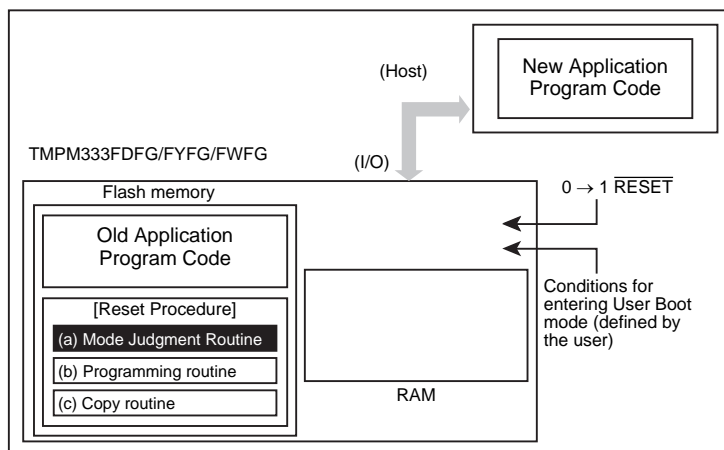 (Host)
New Application
Program Code
TMPM333FDFG/FYFG/FWFG
(I/O)
Flash memory
0 → 1 RESET
Old Application
Program Code
[Reset Procedure]
(a) Mode Judgment Routine
(b) Programming routine
(c) Copy routine
RAM
Conditions for
entering User Boot
mode (defined by
the user)